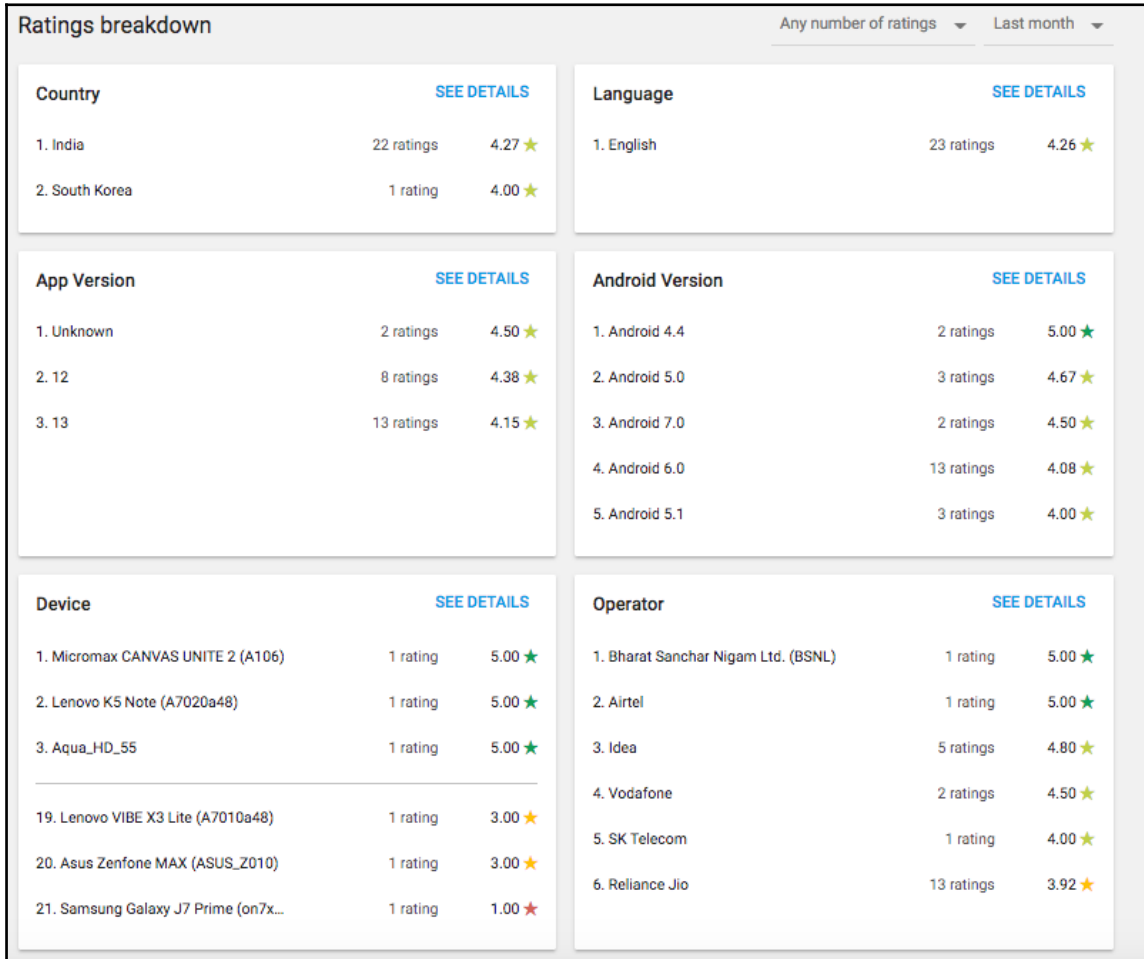 Ratings breakdown
Any number of ratings Last month
Country SEE DETAILS
1. India 22 ratings 4.27 ★
2. South Korea 1 rating 4.00 ★
Language SEE DETAILS
1. English 23 ratings 4.26 ★
App Version SEE DETAILS
1. Unknown 2 ratings 4.50 ★
2. 12 8 ratings 4.38 ★
3. 13 13 ratings 4.15 ★
Android Version SEE DETAILS
1. Android 4.4 2 ratings 5.00 ★
2. Android 5.0 3 ratings 4.67 ★
3. Android 7.0 2 ratings 4.50 ★
4. Android 6.0 13 ratings 4.08 ★
5. Android 5.1 3 ratings 4.00 ★
Device SEE DETAILS
1. Micromax CANVAS UNITE 2 (A106) 1 rating 5.00 ★
2. Lenovo K5 Note (A7020a48) 1 rating 5.00 ★
3. Aqua_HD_55 1 rating 5.00 ★
19. Lenovo VIBE X3 Lite (A7010a48) 1 rating 3.00 ★
20. Asus Zenfone MAX (ASUS_Z010) 1 rating 3.00 ★
21. Samsung Galaxy J7 Prime (on7x... 1 rating 1.00 ★
Operator SEE DETAILS
1. Bharat Sanchar Nigam Ltd. (BSNL) 1 rating 5.00 ★
2. Airtel 1 rating 5.00 ★
3. Idea 5 ratings 4.80 ★
4. Vodafone 2 ratings 4.50 ★
5. SK Telecom 1 rating 4.00 ★
6. Reliance Jio 13 ratings 3.92 ★